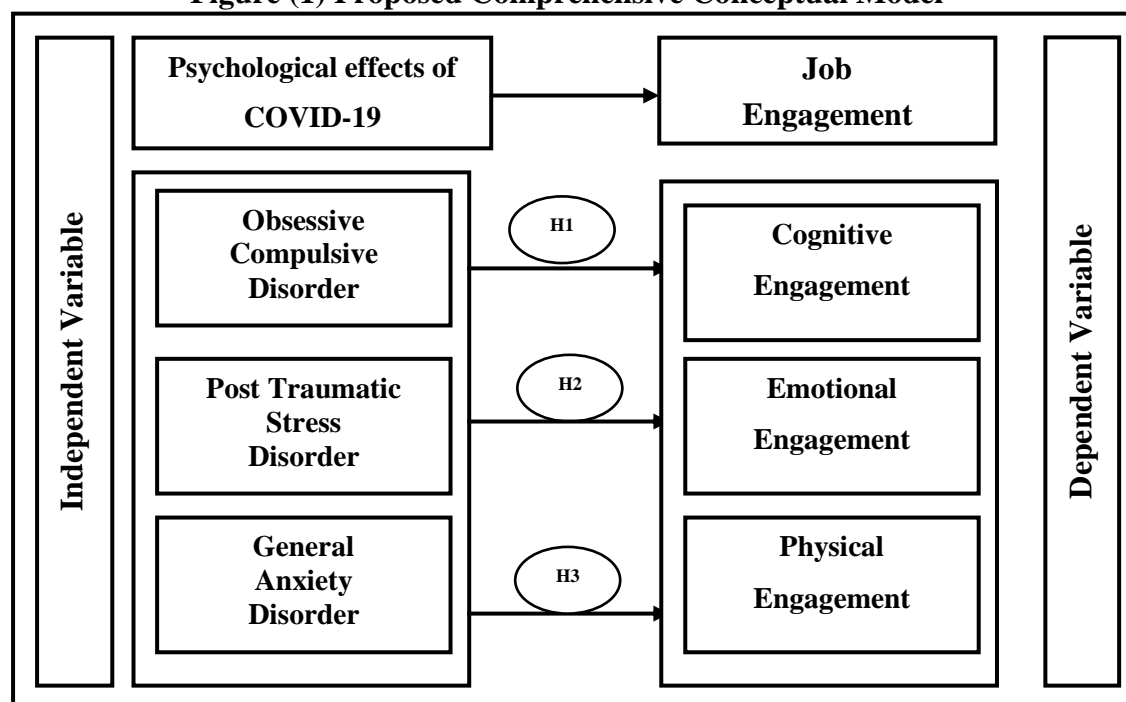 Figure (1) Proposed Comprehensive Conceptual Model
Independent Variable
Psychological effects of
COVID-19
Job
Engagement
Obsessive
Compulsive
Disorder
H1
Cognitive
Engagement
Post Traumatic
Stress
Disorder
H2
Emotional
Engagement
General
Anxiety
Disorder
H3
Physical
Engagement
Dependent Variable